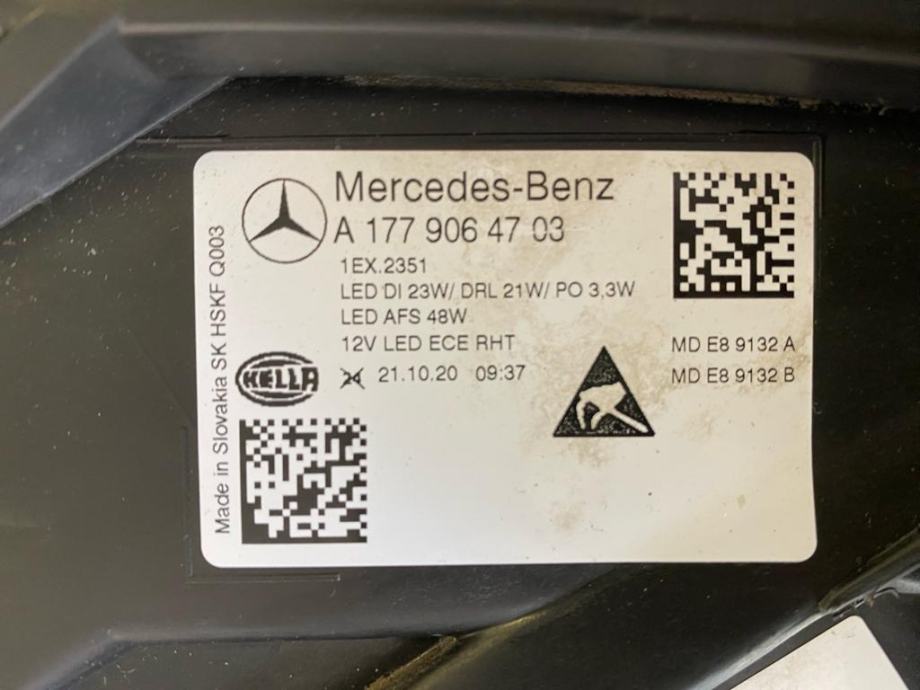 Mercedes-Benz
A 177 906 47 03
1EX.2351
LED DI 23W/ DRL 21W/ PO 3,3W
LED AFS 48W
12V LED ECE RHT
24 21.10.20 09:37
HELLA
MD E8 9132 A
MD E8 9132 B
Made in Slovakia SK HSKF Q003